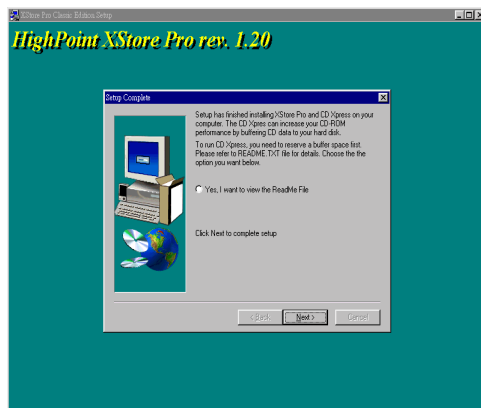 XStore Pro Classic Edition Setup
HighPoint XStore Pro rev. 1.20
Setup Complete
Setup has finished installing XStore Pro and CD Xpress on your
computer. The CD Xpres can increase your CD-ROM
performance by buffering CD data to your hard disk.
To run CD Xpress, you need to reserve a buffer space first.
Please refer to README.TXT file for details. Choose the the
option you want below.
Yes, I want to view the ReadMe File
Click Next to complete setup
< Back
Next >
Cancel